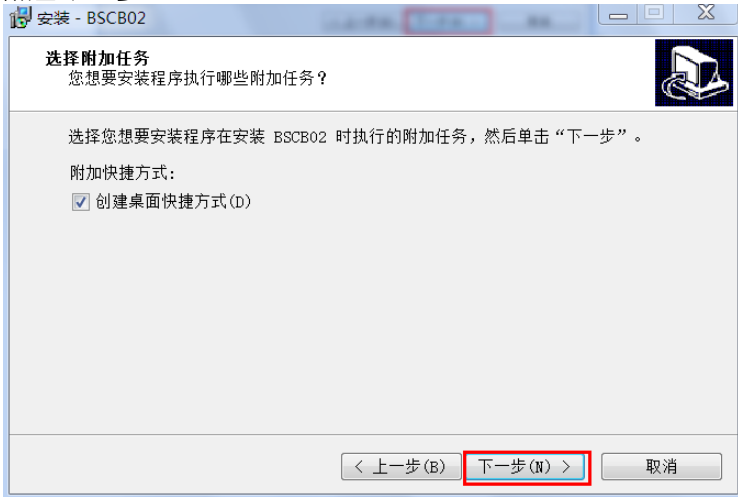 安装 - BSCB02
选择附加任务
您想要安装程序执行哪些附加任务？
选择您想要安装程序在安装 BSCB02 时执行的附加任务，然后单击“下一步”。
附加快捷方式:
创建桌面快捷方式(D)
< 上一步(B)
下一步(N) >
取消